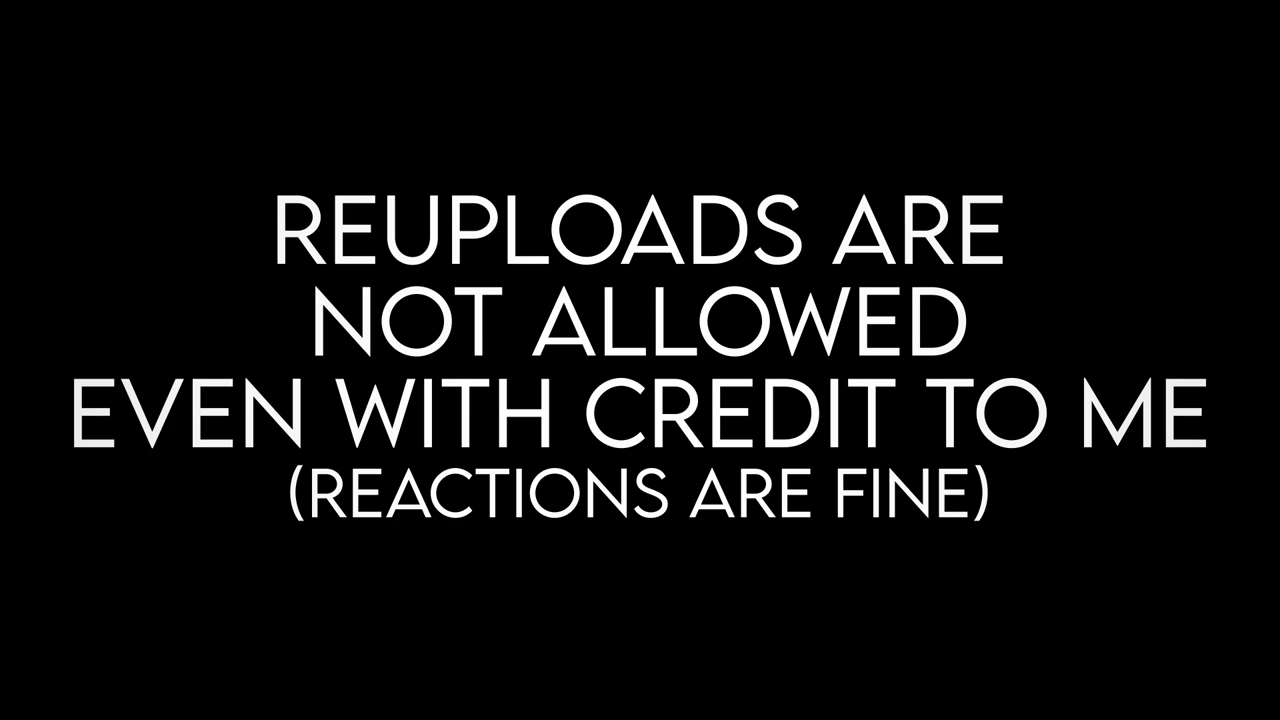 REUPLOADS ARE
NOT ALLOWED
EVEN WITH CREDIT TO ME
(REACTIONS ARE FINE)